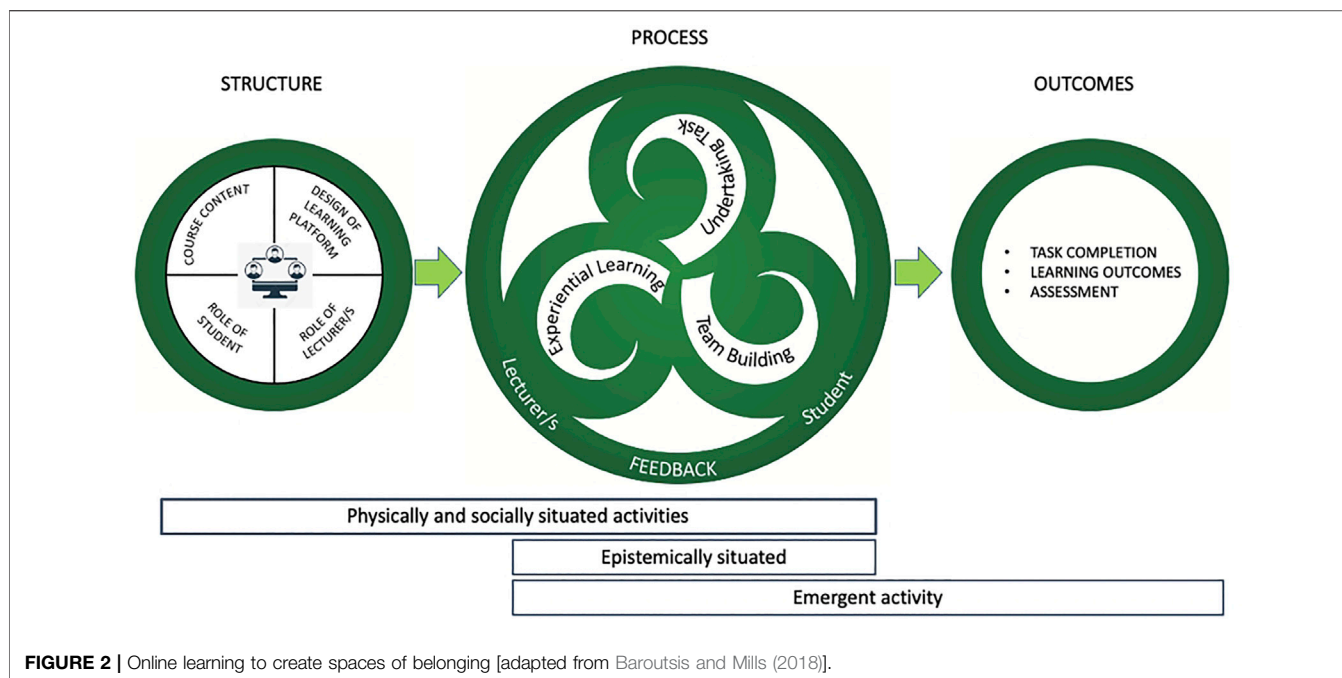 PROCESS
STRUCTURE
OUTCOMES
COURSE CONTENT
DESIGN OF
LEARNING
PLATFORM
ROLE OF
STUDENT
ROLE OF
LECTURER/S
Undertaking Task
Experiential Learning
Team Building
Lecturer/s
FEEDBACK
Student
• TASK COMPLETION
• LEARNING OUTCOMES
• ASSESSMENT
Physically and socially situated activities
Epistemically situated
Emergent activity
FIGURE 2 | Online learning to create spaces of belonging [adapted from Baroutsis and Mills (2018)].